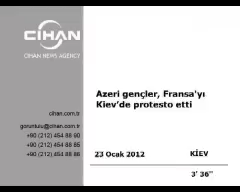 CİHAN
CİHAN NEWS AGENCY
cihan.com.tr
goruntulu@cihan.com.tr
+90 (212) 454 88 90
+90 (212) 454 88 85
+90 (212) 454 88 86
Azeri gençler, Fransa'yı
Kiev'de protesto etti
23 Ocak 2012
KİEV
3' 36"